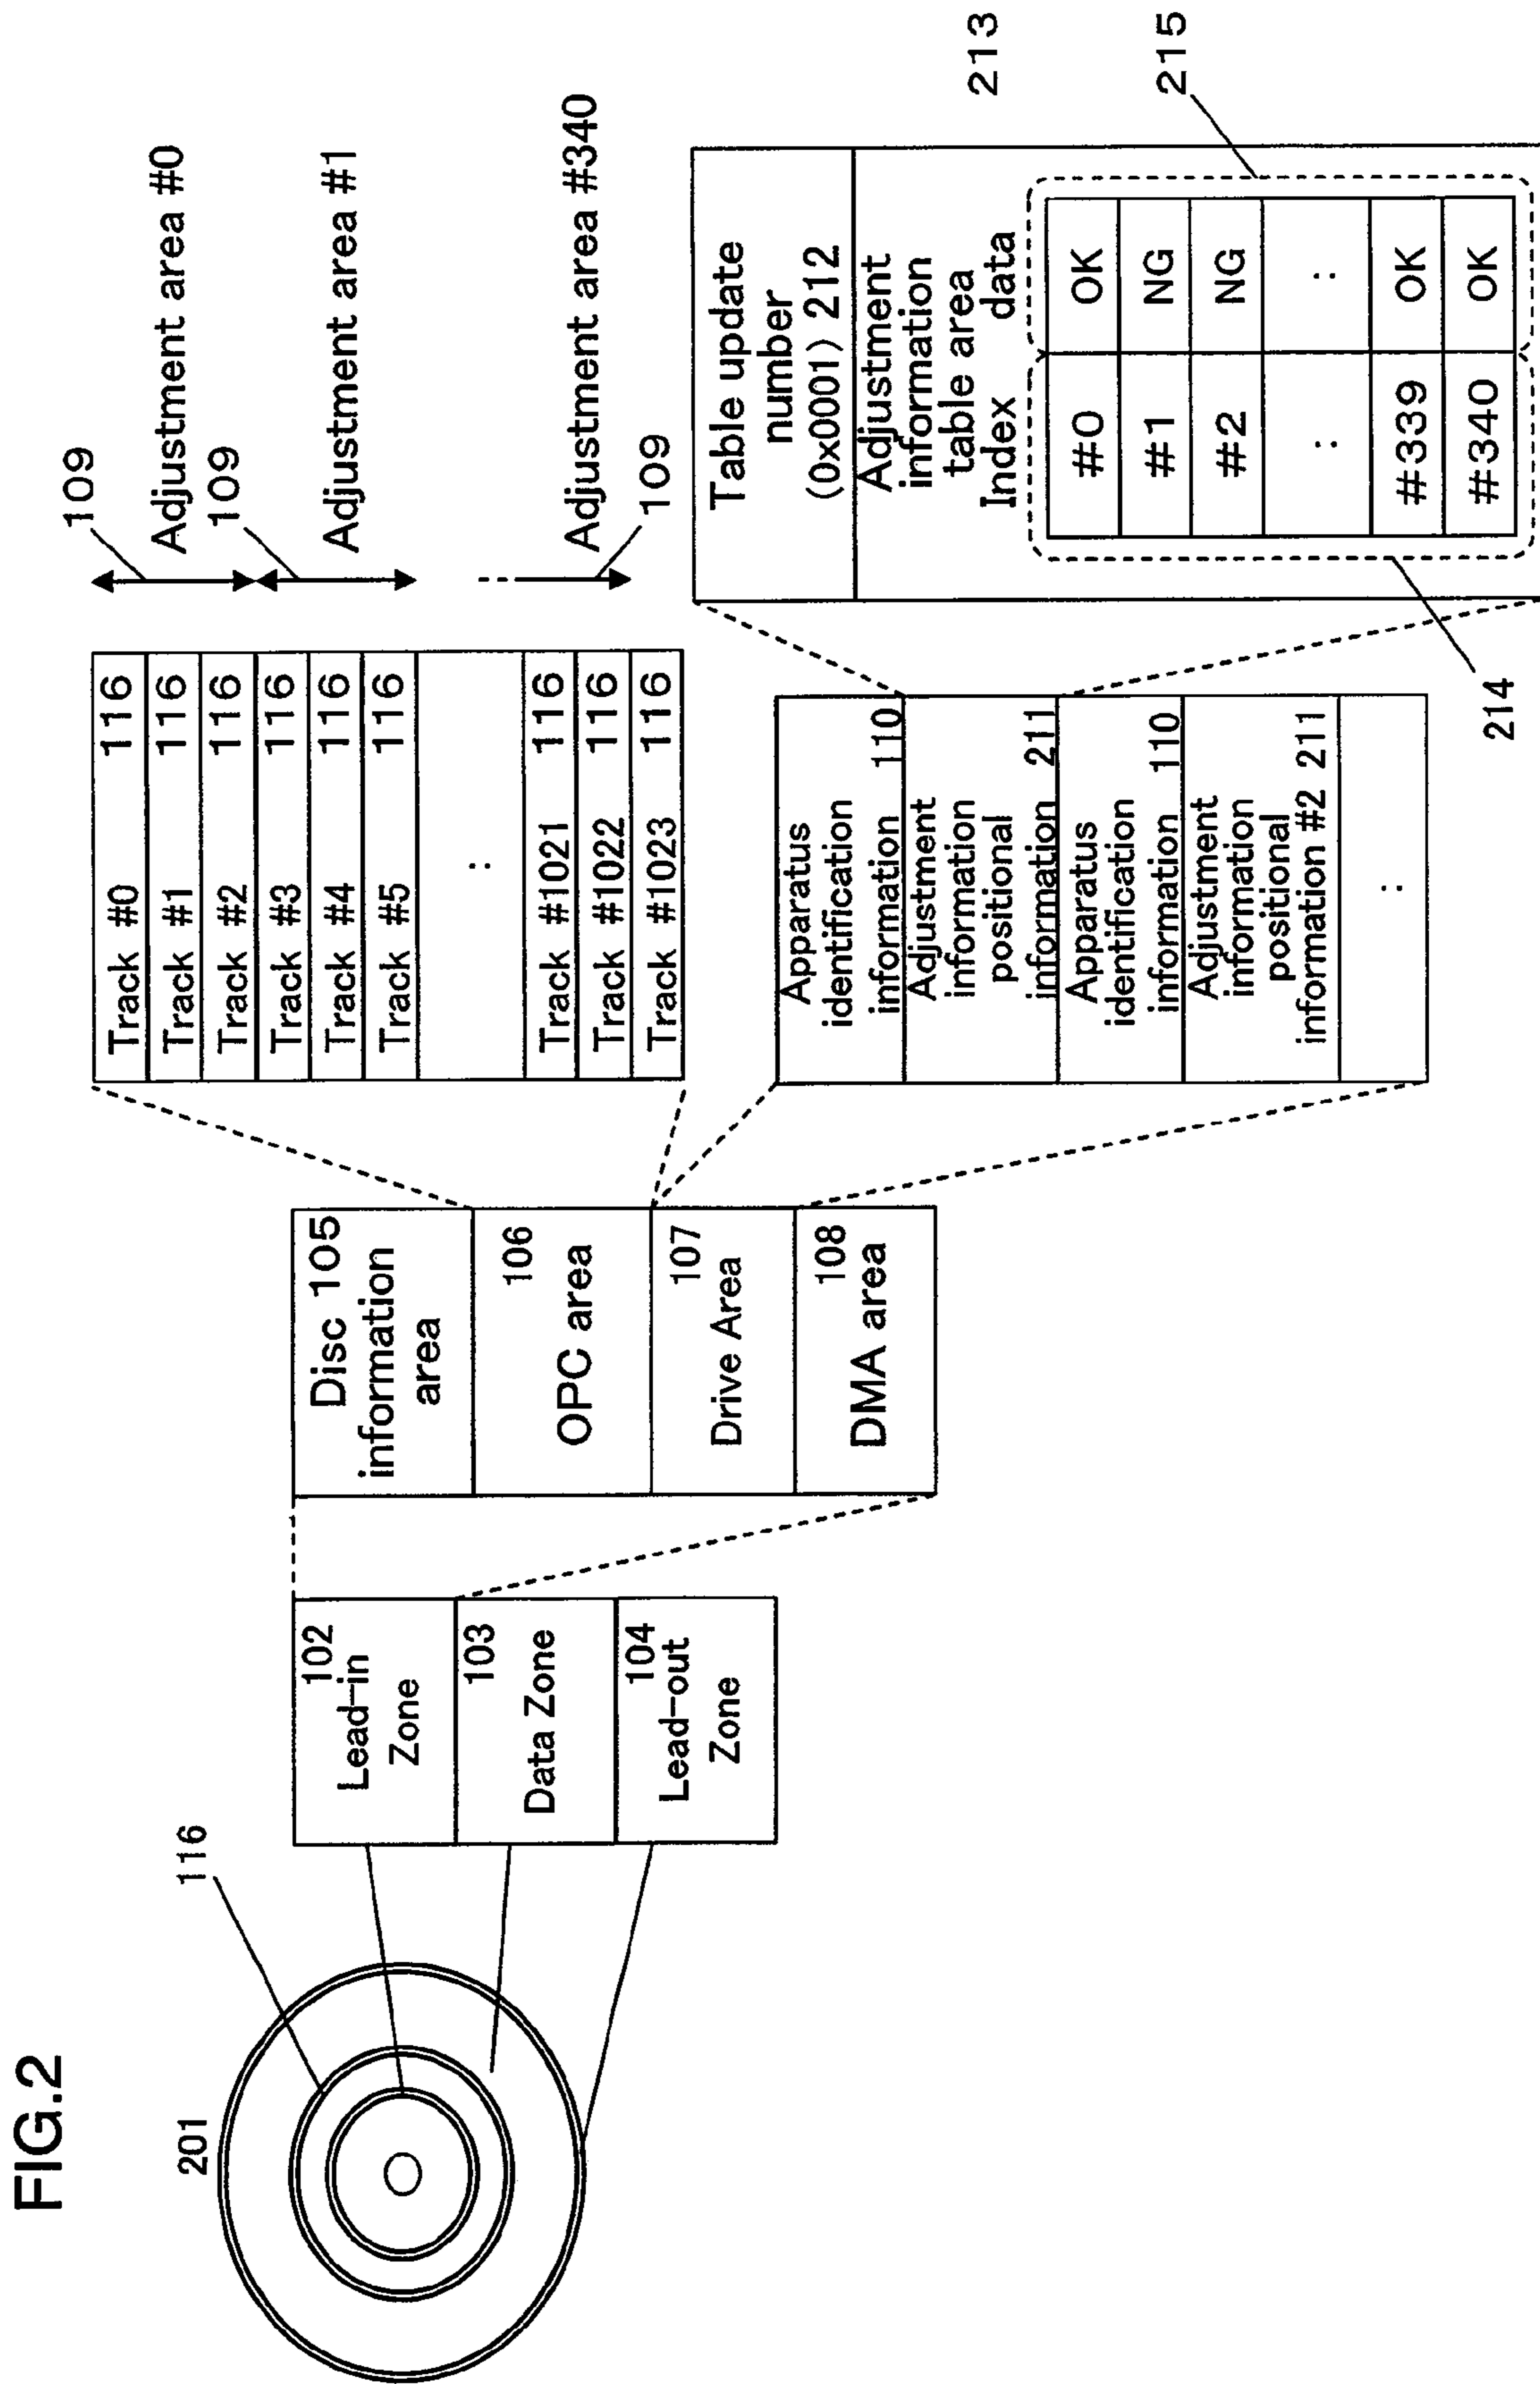 FIG.2
201
116
102
Lead-in
Zone
103
Data Zone
104
Lead-out
Zone
Disc 105
information
area
106
OPC area
107
Drive Area
108
DMA area
Track #0 116
Track #1 116
Track #2 116
Track #3 116
Track #4 116
Track #5 116
:
Track #1021 116
Track #1022 116
Track #1023 116
109
Adjustment area #0
109
Adjustment area #1
Adjustment area #340
109
Apparatus
identification
information 110
Adjustment
information
positional
information 211
Apparatus
identification
information 110
Adjustment
information
positional
information #2 211
:
Table update
number
(0x0001) 212
Adjustment
information
table area
213
Index data
#0 OK
#1 NG
#2 NG
: :
#339 OK
#340 OK
214
215